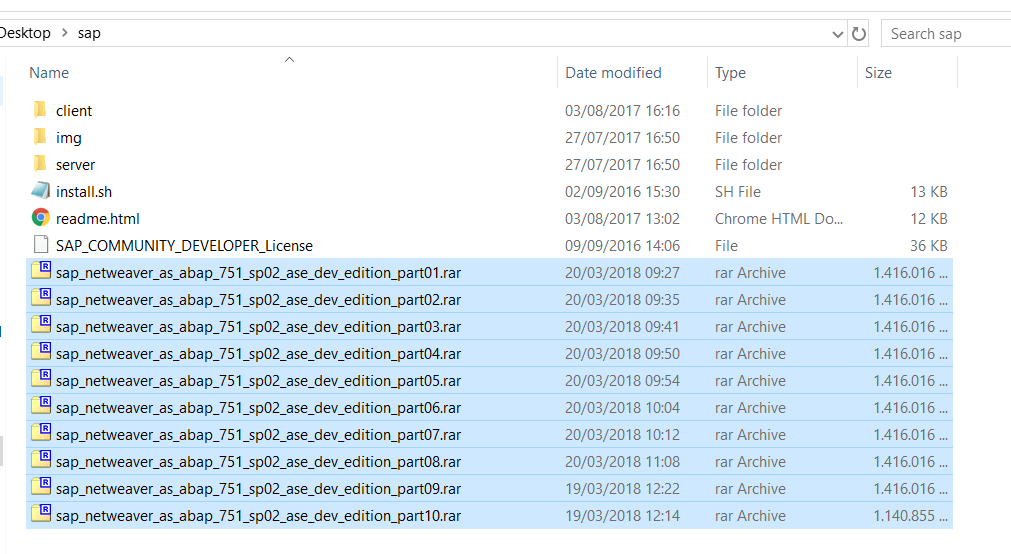 Desktop > sap Search sap
Name Date modified Type Size
client 03/08/2017 16:16 File folder
img 27/07/2017 16:50 File folder
server 27/07/2017 16:50 File folder
install.sh 02/09/2016 15:30 SH File 13 KB
readme.html 03/08/2017 13:02 Chrome HTML Do... 12 KB
SAP_COMMUNITY_DEVELOPER_License 09/09/2016 14:06 File 36 KB
sap_netweaver_as_abap_751_sp02_ase_dev_edition_part01.rar 20/03/2018 09:27 rar Archive 1.416.016 ...
sap_netweaver_as_abap_751_sp02_ase_dev_edition_part02.rar 20/03/2018 09:35 rar Archive 1.416.016 ...
sap_netweaver_as_abap_751_sp02_ase_dev_edition_part03.rar 20/03/2018 09:41 rar Archive 1.416.016 ...
sap_netweaver_as_abap_751_sp02_ase_dev_edition_part04.rar 20/03/2018 09:50 rar Archive 1.416.016 ...
sap_netweaver_as_abap_751_sp02_ase_dev_edition_part05.rar 20/03/2018 09:54 rar Archive 1.416.016 ...
sap_netweaver_as_abap_751_sp02_ase_dev_edition_part06.rar 20/03/2018 10:04 rar Archive 1.416.016 ...
sap_netweaver_as_abap_751_sp02_ase_dev_edition_part07.rar 20/03/2018 10:12 rar Archive 1.416.016 ...
sap_netweaver_as_abap_751_sp02_ase_dev_edition_part08.rar 20/03/2018 11:08 rar Archive 1.416.016 ...
sap_netweaver_as_abap_751_sp02_ase_dev_edition_part09.rar 19/03/2018 12:22 rar Archive 1.416.016 ...
sap_netweaver_as_abap_751_sp02_ase_dev_edition_part10.rar 19/03/2018 12:14 rar Archive 1.140.855 ...